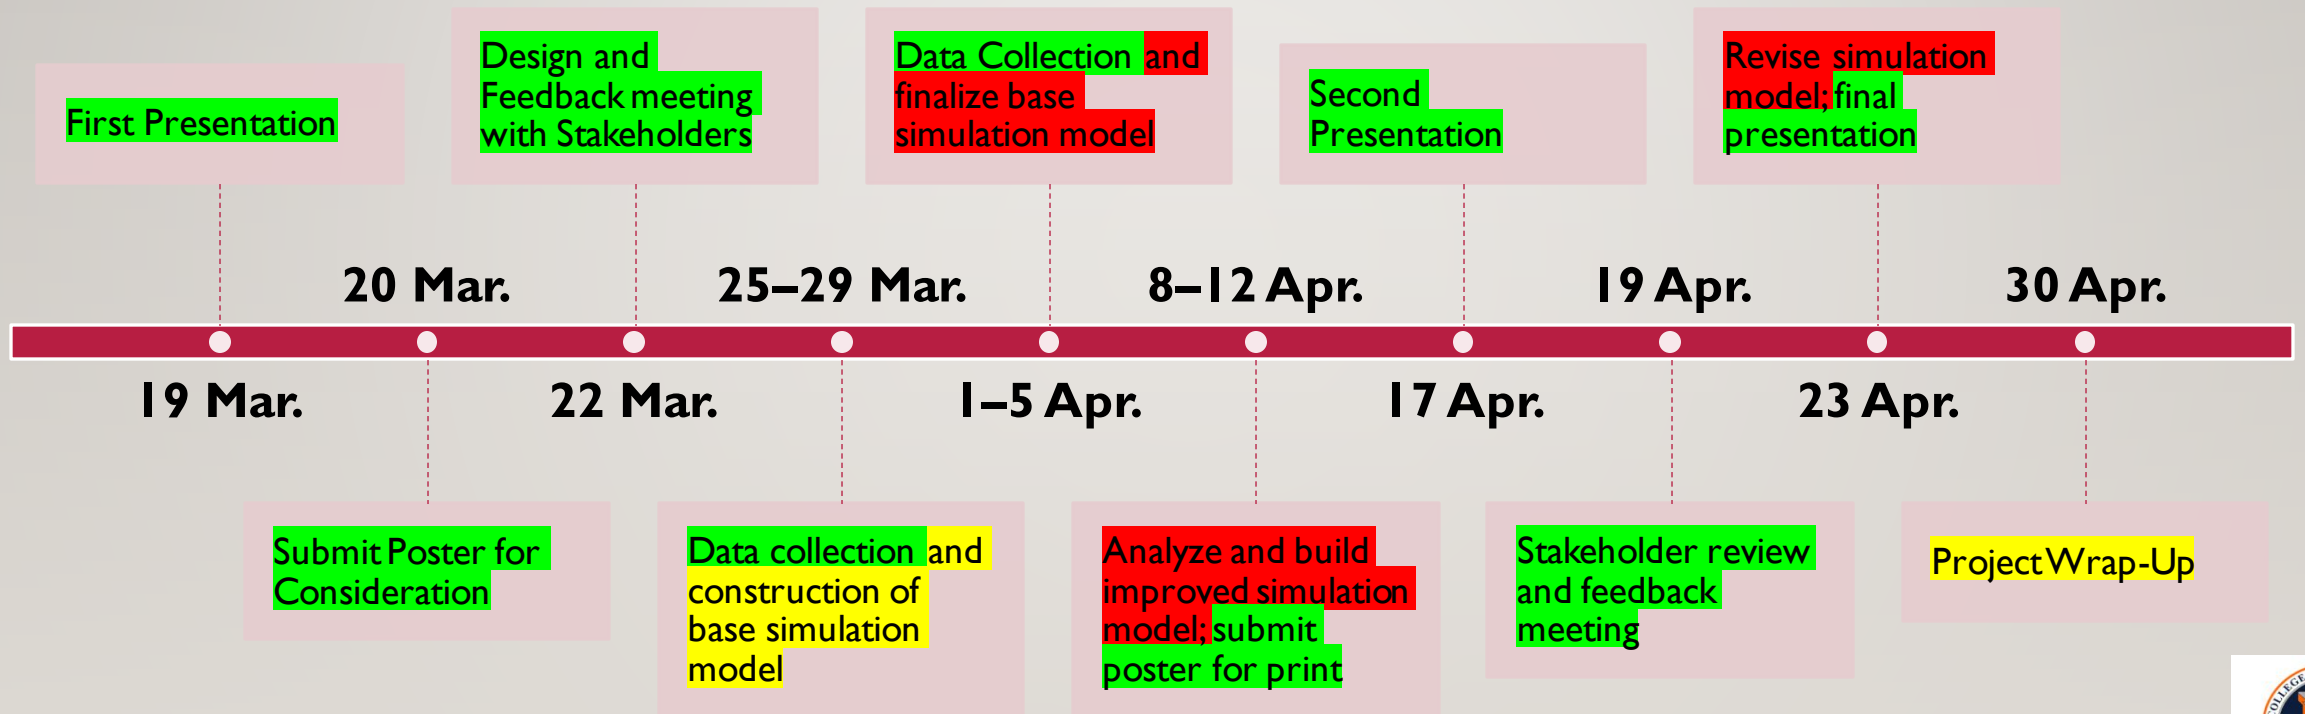 First Presentation
Design and
Feedback meeting
with Stakeholders
Data Collection and
finalize base
simulation model
Second
Presentation
Revise simulation
model; final
presentation
20 Mar.
25–29 Mar.
8–12 Apr.
19 Apr.
30 Apr.
19 Mar.
22 Mar.
1–5 Apr.
17 Apr.
23 Apr.
Submit Poster for
Consideration
Data collection and
construction of
base simulation
model
Analyze and build
improved simulation
model; submit
poster for print
Stakeholder review
and feedback
meeting
Project Wrap-Up
COLLEGE